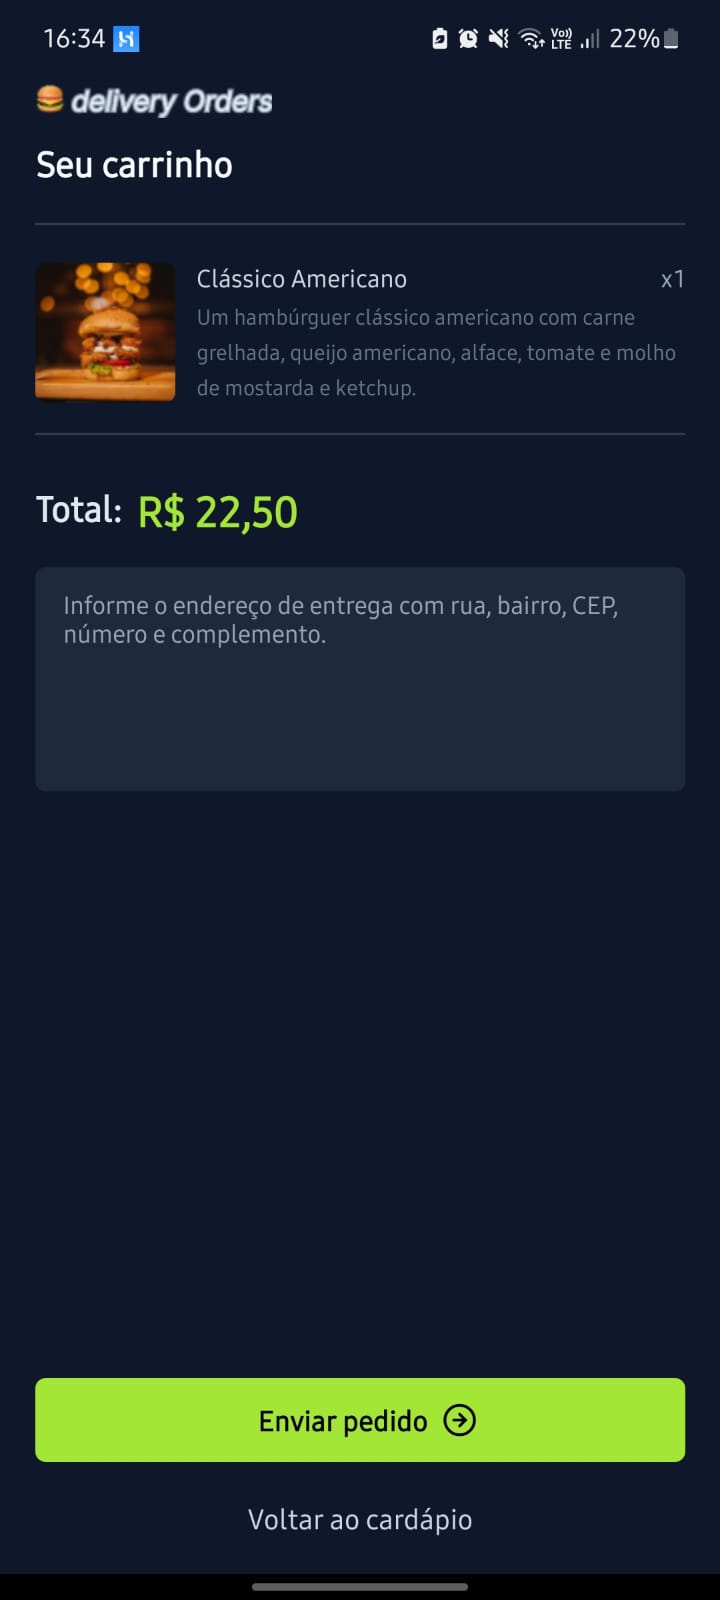 16:34
Vo)) LTE 22%
delivery Orders
Seu carrinho
Clássico Americano x1
Um hambúrguer clássico americano com carne
grelhada, queijo americano, alface, tomate e molho
de mostarda e ketchup.
Total: R$ 22,50
Informe o endereço de entrega com rua, bairro, CEP,
número e complemento.
Enviar pedido
Voltar ao cardápio